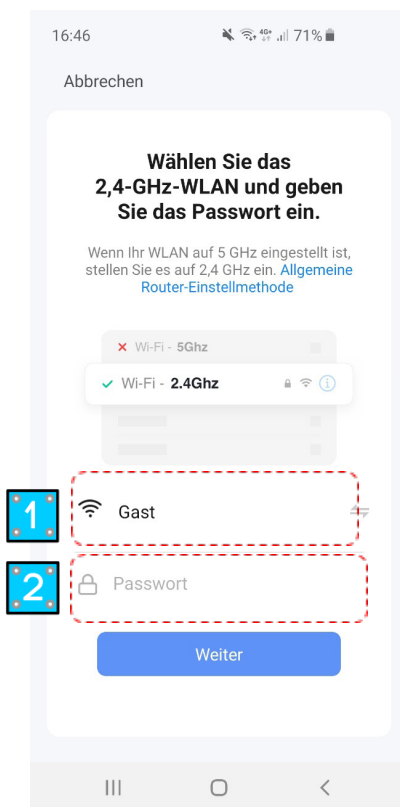 16:46 4G+ 71%
Abbrechen
Wählen Sie das
2,4-GHz-WLAN und geben
Sie das Passwort ein.
Wenn Ihr WLAN auf 5 GHz eingestellt ist,
stellen Sie es auf 2,4 GHz ein. Allgemeine
Router-Einstellmethode
Wi-Fi - 5Ghz
Wi-Fi - 2.4Ghz
1 Gast
2 Passwort
Weiter